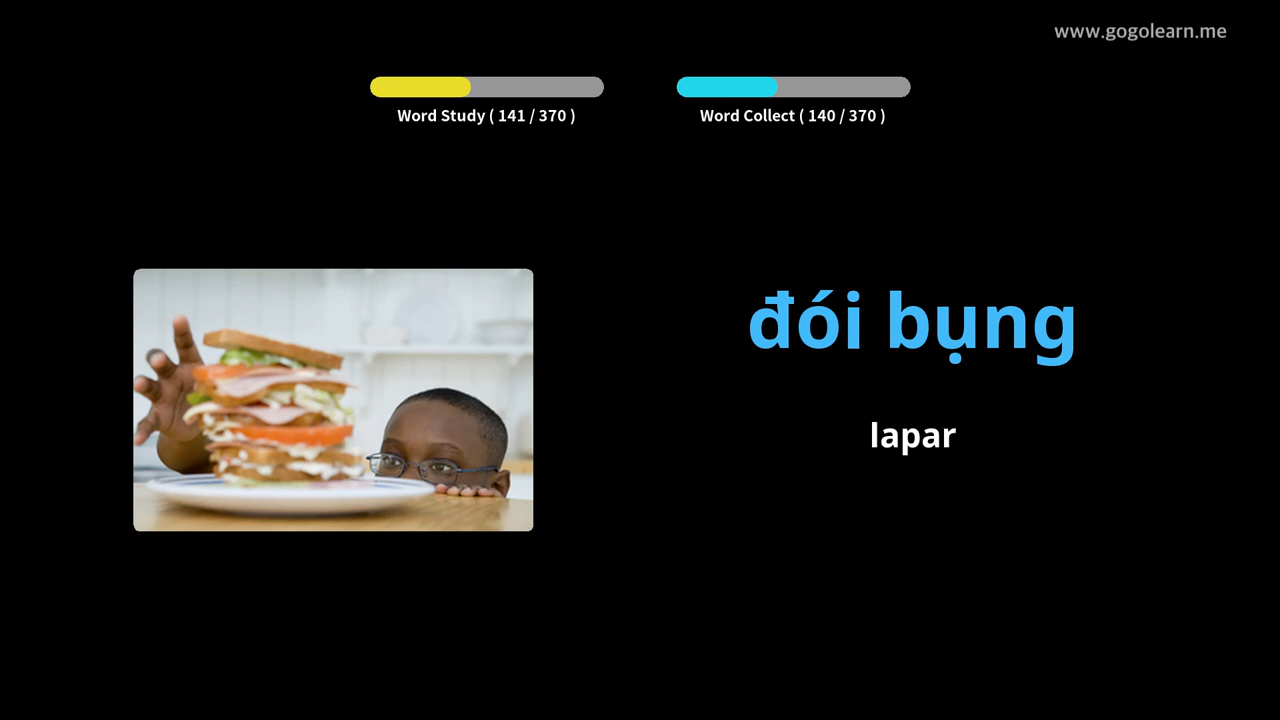 www.gogolearn.me
Word Study ( 141 / 370 )
Word Collect ( 140 / 370 )
đói bụng
lapar